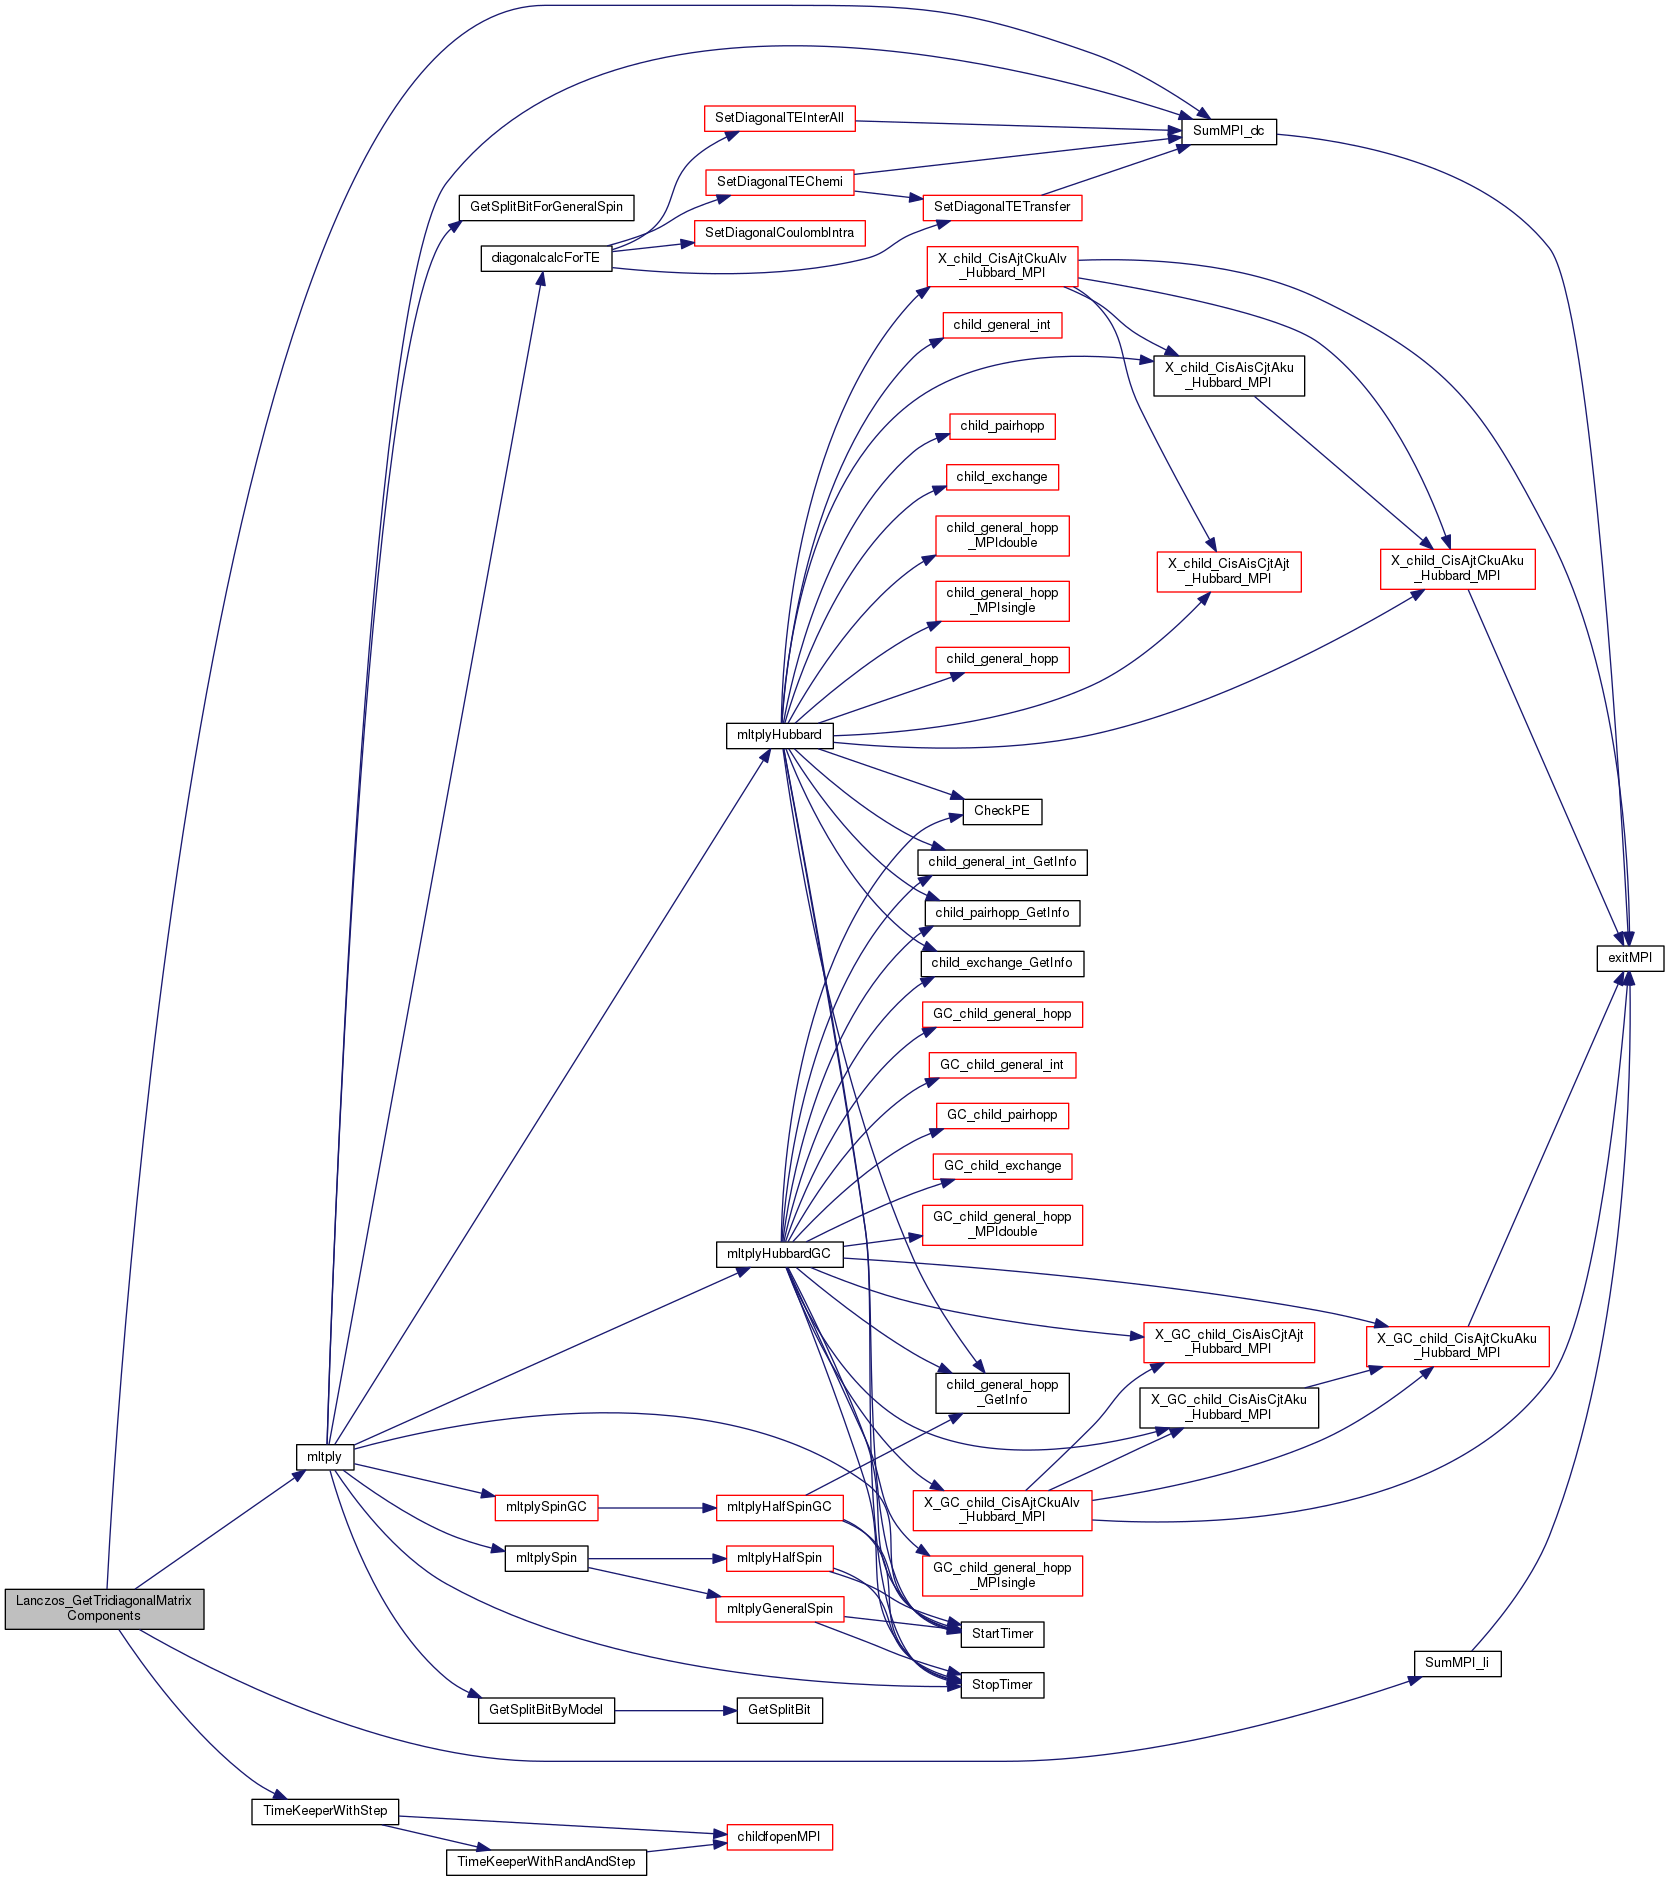 SetDiagonalTEInterAll
SumMPI_dc
SetDiagonalTEChemi
GetSplitBitForGeneralSpin
SetDiagonalTETransfer
SetDiagonalCoulombIntra
diagonalcalcForTE
X_child_CisAjtCkuAlv
_Hubbard_MPI
child_general_int
X_child_CisAisCjtAku
_Hubbard_MPI
child_pairhopp
child_exchange
child_general_hopp
_MPIdouble
X_child_CisAisCjtAjt
_Hubbard_MPI
X_child_CisAjtCkuAku
_Hubbard_MPI
child_general_hopp
_MPIsingle
child_general_hopp
mltplyHubbard
CheckPE
child_general_int_GetInfo
child_pairhopp_GetInfo
child_exchange_GetInfo
exitMPI
GC_child_general_hopp
GC_child_general_int
GC_child_pairhopp
GC_child_exchange
GC_child_general_hopp
_MPIdouble
mltplyHubbardGC
X_GC_child_CisAisCjtAjt
_Hubbard_MPI
X_GC_child_CisAjtCkuAku
_Hubbard_MPI
child_general_hopp
_GetInfo
X_GC_child_CisAisCjtAku
_Hubbard_MPI
mltply
mltplySpinGC
mltplyHalfSpinGC
X_GC_child_CisAjtCkuAlv
_Hubbard_MPI
mltplySpin
mltplyHalfSpin
GC_child_general_hopp
_MPIsingle
Lanczos_GetTridiagonalMatrix
Components
mltplyGeneralSpin
StartTimer
SumMPI_li
StopTimer
GetSplitBitByModel
GetSplitBit
TimeKeeperWithStep
childfopenMPI
TimeKeeperWithRandAndStep